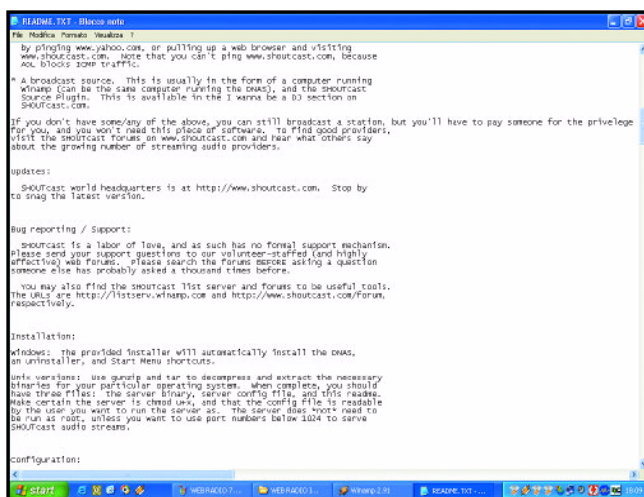 README.TXT - Blocco note
File Modifica Formato Visualizza ?
by pinging www.yahoo.com, or pulling up a web browser and visiting
www.shoutcast.com. Note that you can't ping www.shoutcast.com, because
AOL blocks ICMP traffic.
* A broadcast source. This is usually in the form of a computer running
Winamp (can be the same computer running the DNAS), and the SHOUTcast
Source Plugin. This is available in the I wanna be a DJ section on
SHOUTcast.com.
If you don't have some/any of the above, you can still broadcast a station, but you'll have to pay someone for the privelege
for you, and you won't need this piece of software. To find good providers,
visit the SHOUTcast forums on www.shoutcast.com and hear what others say
about the growing number of streaming audio providers.
Updates:
SHOUTcast world headquarters is at http://www.shoutcast.com. Stop by
to snag the latest version.
Bug reporting / Support:
SHOUTcast is a labor of love, and as such has no formal support mechanism.
Please send your support questions to our volunteer-staffed (and highly
effective) web forums. Please search the forums BEFORE asking a question
someone else has probably asked a thousand times before.
You may also find the SHOUTcast list server and forums to be useful tools.
The URLs are http://listserv.winamp.com and http://www.shoutcast.com/forum,
respectively.
Installation:
Windows: The provided installer will automatically install the DNAS,
an uninstaller, and Start Menu shortcuts.
Unix versions: Use gunzip and tar to decompress and extract the necessary
binaries for your particular operating system. When complete, you should
have three files: the server binary, server config file, and this readme.
Make certain the server is chmod u+x, and that the config file is readable
by the user you want to run the server as. The server does *not* need to
be run as root, unless you want to use port numbers below 1024 to serve
SHOUTcast audio streams.
Configuration:
start WEBRADIO 7... WEBRADIO1... Winamp 2.91 README.TXT -... 18:09